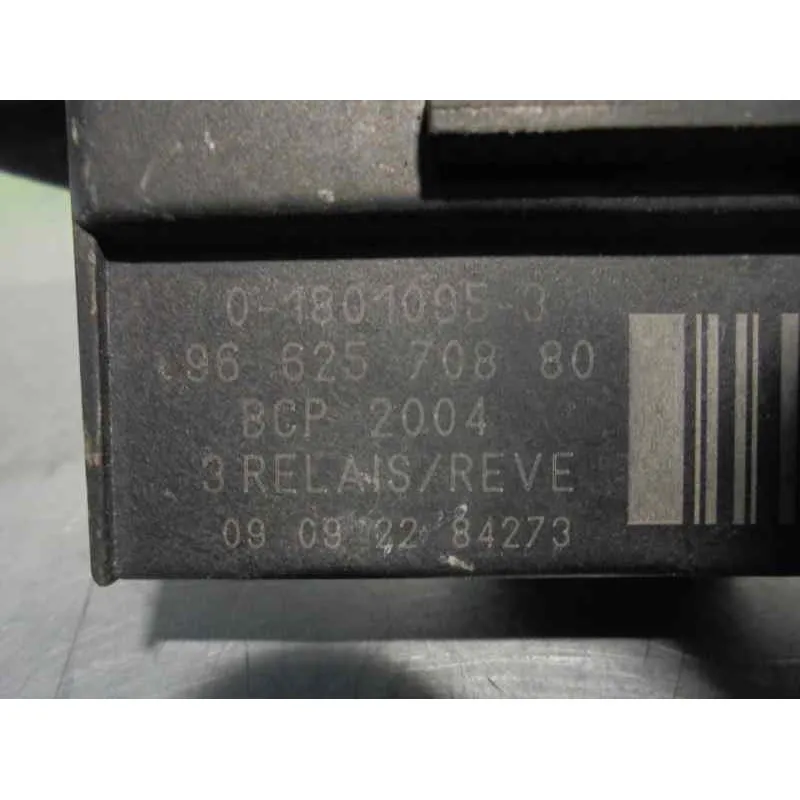 0-1801095-3
96 625 708 80
BCP 2004
3 RELAIS/REVE
09 09 22 84273